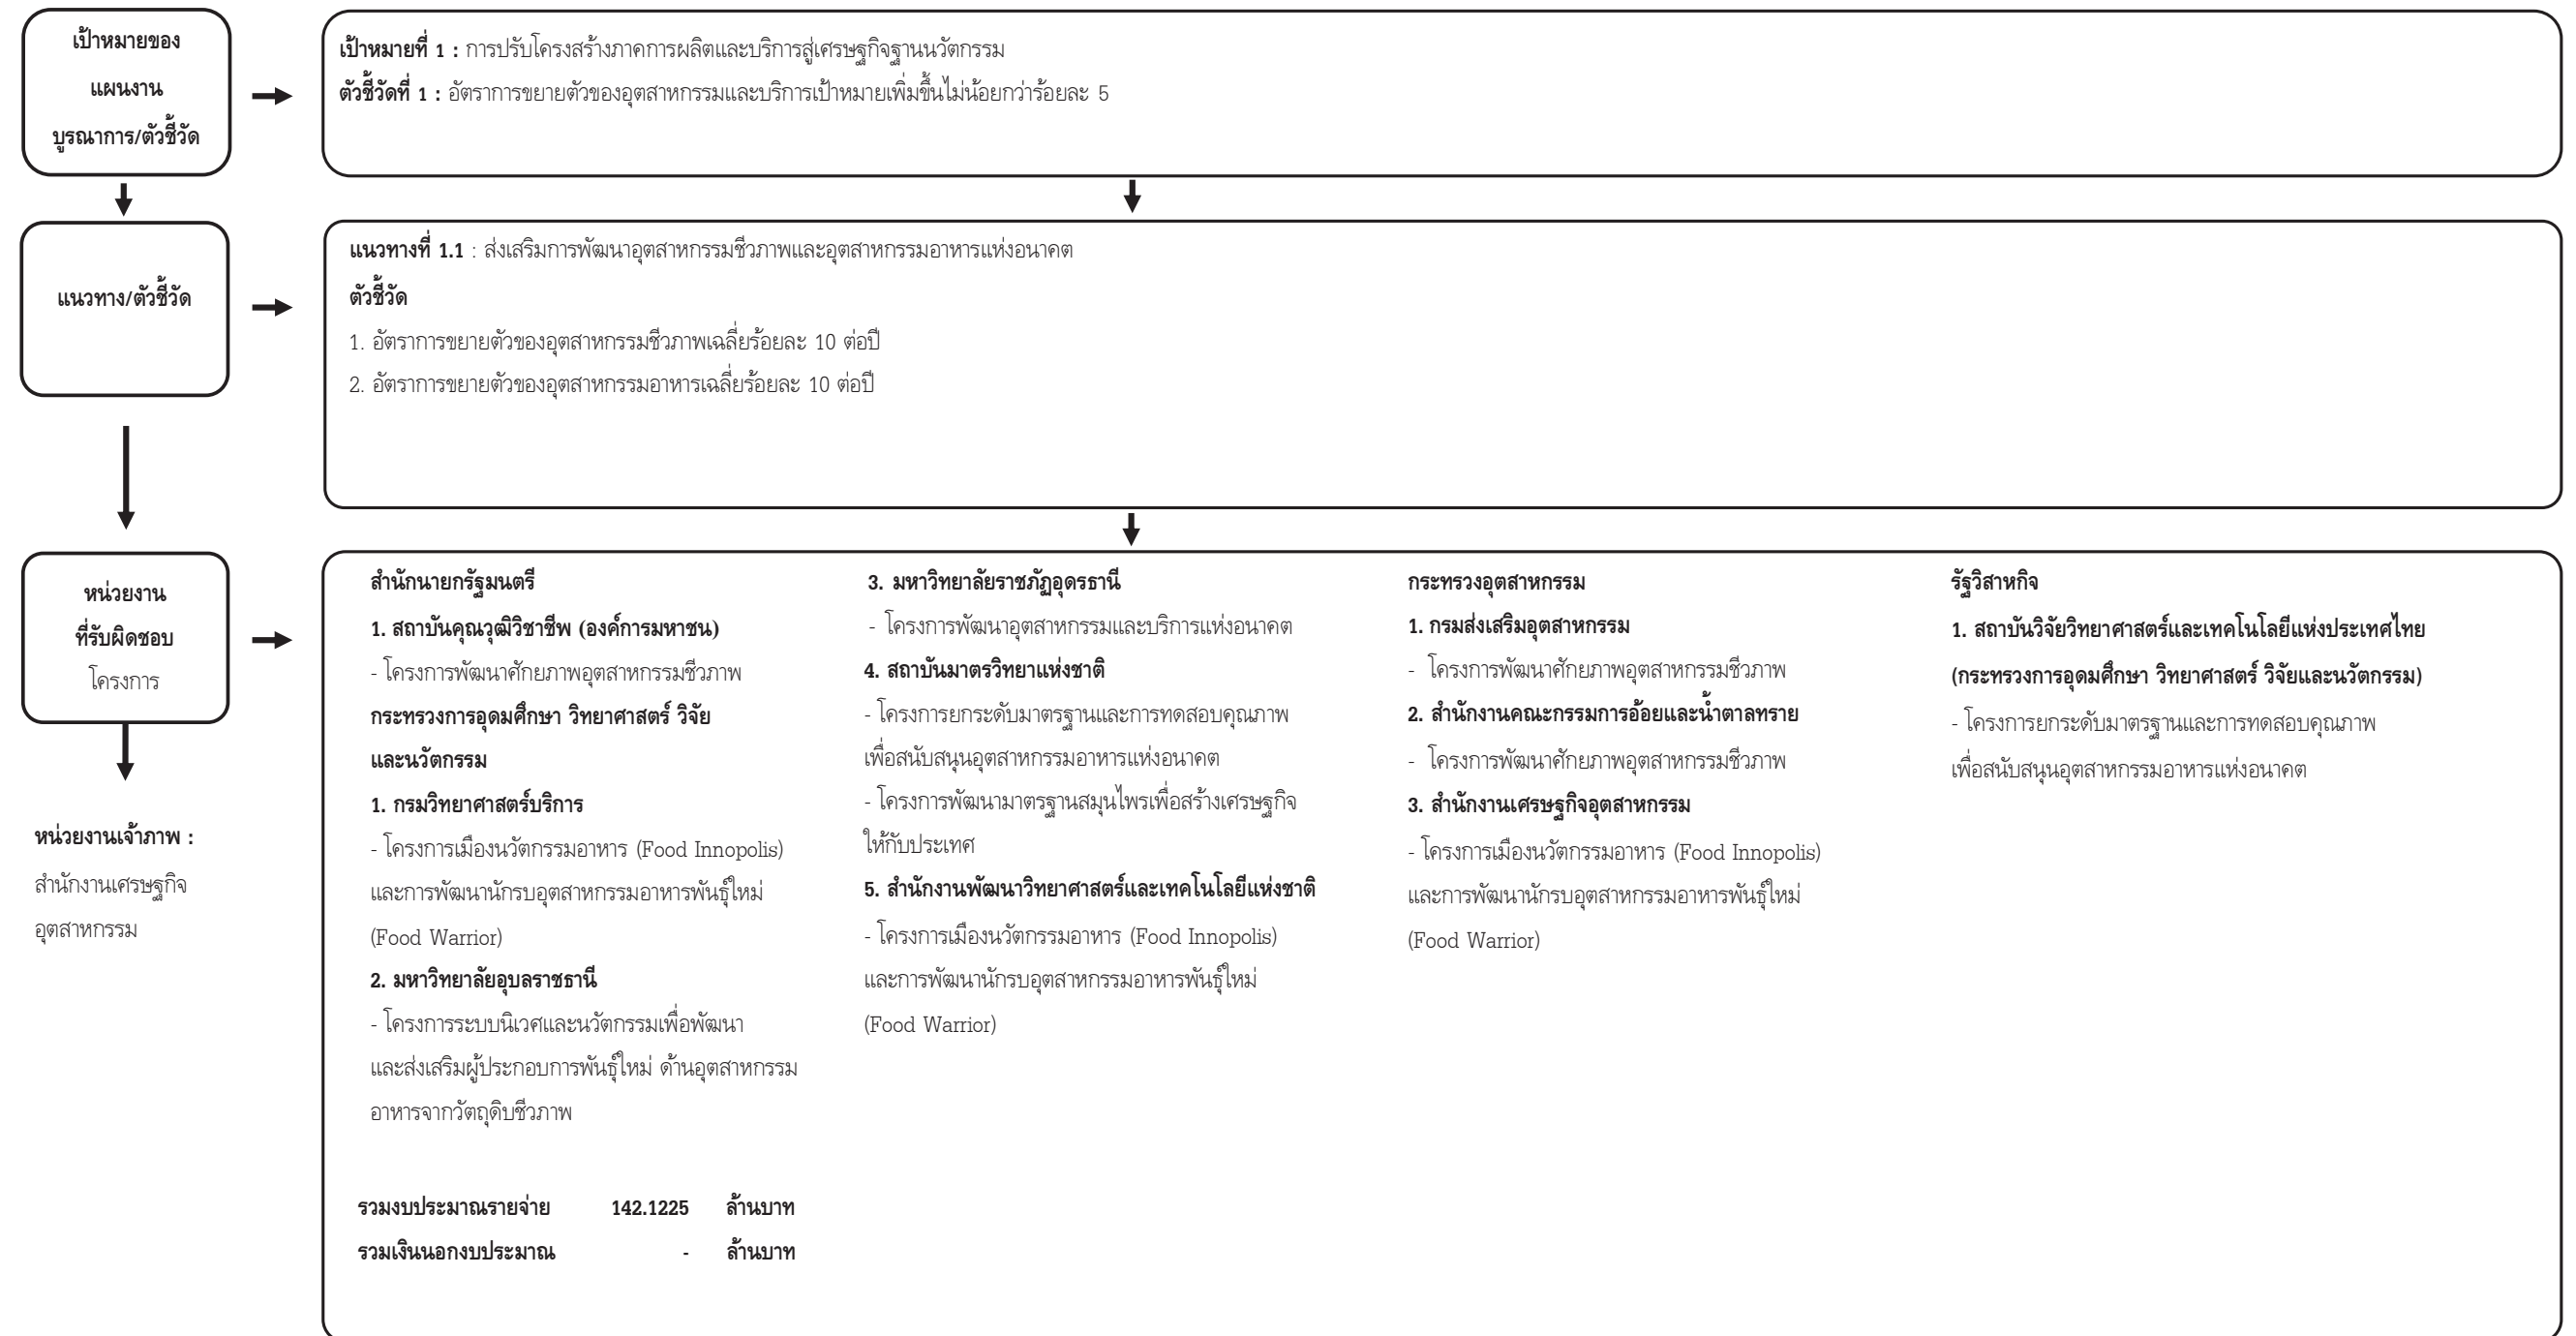 เป้าหมายของ
แผนงาน
บูรณาการ/ตัวชี้วัด
เป้าหมายที่ 1 : การปรับโครงสร้างภาคการผลิตและบริการสู่เศรษฐกิจฐานนวัตกรรม
ตัวชี้วัดที่ 1 : อัตราการขยายตัวของอุตสาหกรรมและบริการเป้าหมายเพิ่มขึ้นไม่น้อยกว่าร้อยละ 5
แนวทาง/ตัวชี้วัด
แนวทางที่ 1.1 : ส่งเสริมการพัฒนาอุตสาหกรรมชีวภาพและอุตสาหกรรมอาหารแห่งอนาคต
ตัวชี้วัด
1. อัตราการขยายตัวของอุตสาหกรรมชีวภาพเฉลี่ยร้อยละ 10 ต่อปี
2. อัตราการขยายตัวของอุตสาหกรรมอาหารเฉลี่ยร้อยละ 10 ต่อปี
หน่วยงาน
ที่รับผิดชอบ
โครงการ
หน่วยงานเจ้าภาพ :
สำนักงานเศรษฐกิจ
อุตสาหกรรม
สำนักนายกรัฐมนตรี
1. สถาบันคุณวุฒิวิชาชีพ (องค์การมหาชน)
- โครงการพัฒนาศักยภาพอุตสาหกรรมชีวภาพ
กระทรวงการอุดมศึกษา วิทยาศาสตร์ วิจัย
และนวัตกรรม
1. กรมวิทยาศาสตร์บริการ
- โครงการเมืองนวัตกรรมอาหาร (Food Innopolis)
และการพัฒนานักรบอุตสาหกรรมอาหารพันธุ์ใหม่
(Food Warrior)
2. มหาวิทยาลัยอุบลราชธานี
- โครงการระบบนิเวศและนวัตกรรมเพื่อพัฒนา
และส่งเสริมผู้ประกอบการพันธุ์ใหม่ ด้านอุตสาหกรรม
อาหารจากวัตถุดิบชีวภาพ
3. มหาวิทยาลัยราชภัฏอุดรธานี
- โครงการพัฒนาอุตสาหกรรมและบริการแห่งอนาคต
4. สถาบันมาตรวิทยาแห่งชาติ
- โครงการยกระดับมาตรฐานและการทดสอบคุณภาพ
เพื่อสนับสนุนอุตสาหกรรมอาหารแห่งอนาคต
- โครงการพัฒนามาตรฐานสมุนไพรเพื่อสร้างเศรษฐกิจ
ให้กับประเทศ
5. สำนักงานพัฒนาวิทยาศาสตร์และเทคโนโลยีแห่งชาติ
- โครงการเมืองนวัตกรรมอาหาร (Food Innopolis)
และการพัฒนานักรบอุตสาหกรรมอาหารพันธุ์ใหม่
(Food Warrior)
กระทรวงอุตสาหกรรม
1. กรมส่งเสริมอุตสาหกรรม
- โครงการพัฒนาศักยภาพอุตสาหกรรมชีวภาพ
2. สำนักงานคณะกรรมการอ้อยและน้ำตาลทราย
- โครงการพัฒนาศักยภาพอุตสาหกรรมชีวภาพ
3. สำนักงานเศรษฐกิจอุตสาหกรรม
- โครงการเมืองนวัตกรรมอาหาร (Food Innopolis)
และการพัฒนานักรบอุตสาหกรรมอาหารพันธุ์ใหม่
(Food Warrior)
รัฐวิสาหกิจ
1. สถาบันวิจัยวิทยาศาสตร์และเทคโนโลยีแห่งประเทศไทย
(กระทรวงการอุดมศึกษา วิทยาศาสตร์ วิจัยและนวัตกรรม)
- โครงการยกระดับมาตรฐานและการทดสอบคุณภาพ
เพื่อสนับสนุนอุตสาหกรรมอาหารแห่งอนาคต
รวมงบประมาณรายจ่าย 142.1225 ล้านบาท
รวมเงินนอกงบประมาณ - ล้านบาท